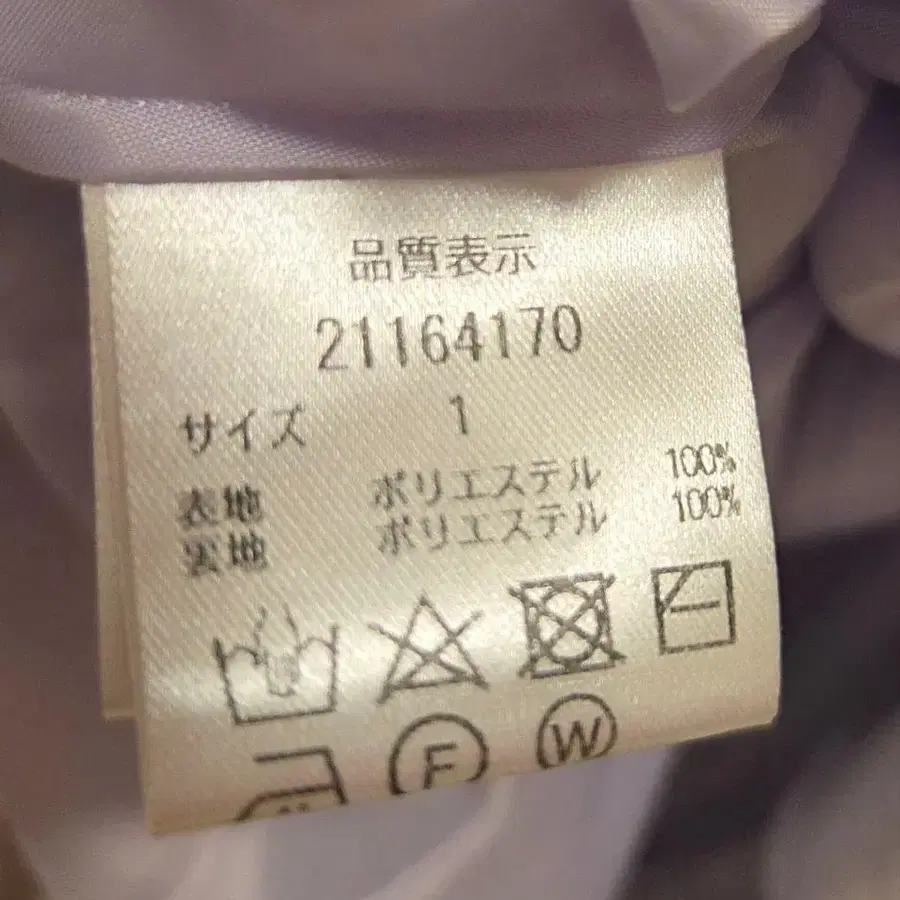 品質表示
21164170
サイズ 1
表地 ポリエステル 100%
裏地 ポリエステル 100%
F W